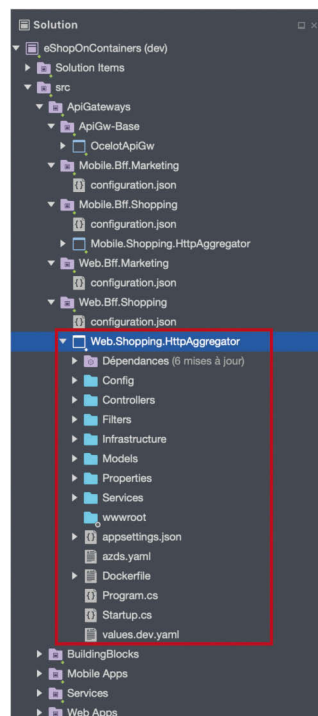 Solution
eShopOnContainers (dev)
Solution Items
src
ApiGateways
ApiGw-Base
OcelotApiGw
Mobile.Bff.Marketing
configuration.json
Mobile.Bff.Shopping
configuration.json
Mobile.Shopping.HttpAggregator
Web.Bff.Marketing
configuration.json
Web.Bff.Shopping
configuration.json
Web.Shopping.HttpAggregator
Dépendances (6 mises à jour)
Config
Controllers
Filters
Infrastructure
Models
Properties
Services
wwwroot
appsettings.json
azds.yaml
Dockerfile
Program.cs
Startup.cs
values.dev.yaml
BuildingBlocks
Mobile Apps
Services
Web Apps